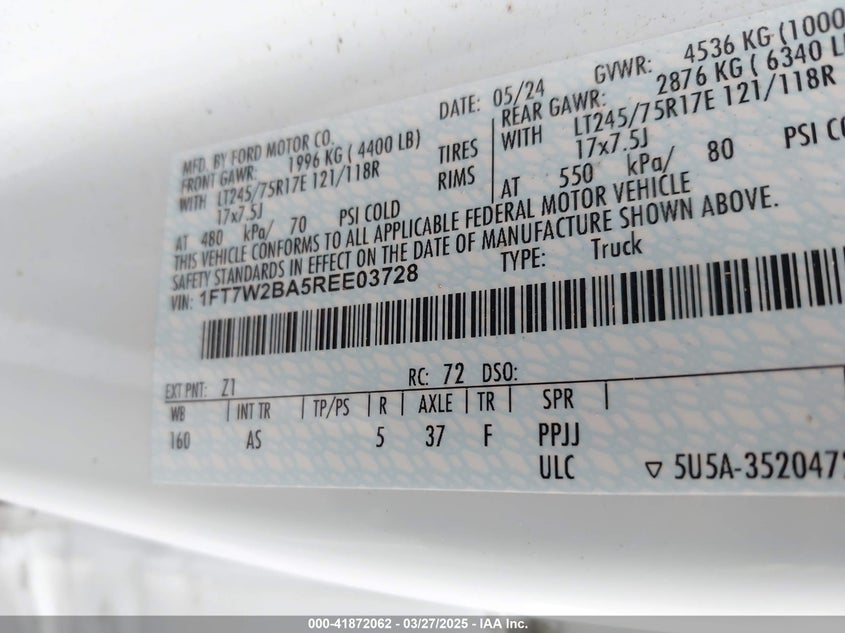 MFD. BY FORD MOTOR CO.
DATE: 05/24 GVWR: 4536 KG (1000
FRONT GAWR: 1996 KG ( 4400 LB) REAR GAWR: 2876 KG ( 6340 L
WITH LT245/75R17E 121/118R TIRES WITH LT245/75R17E 121/118R
17x7.5J RIMS 17x7.5J
AT 480 kPa/ 70 PSI COLD AT 550 kPa/ 80 PSI CO
THIS VEHICLE CONFORMS TO ALL APPLICABLE FEDERAL MOTOR VEHICLE
SAFETY STANDARDS IN EFFECT ON THE DATE OF MANUFACTURE SHOWN ABOVE.
VIN: 1FT7W2BA5REE03728 TYPE: Truck
EXT PNT: Z1 RC: 72 DSO:
WB | INT TR | TP/PS | R | AXLE | TR | SPR |
160 AS 5 37 F PPJJ
ULC ▽ 5U5A-3520472
000-41872062 — 03/27/2025 — IAA Inc.